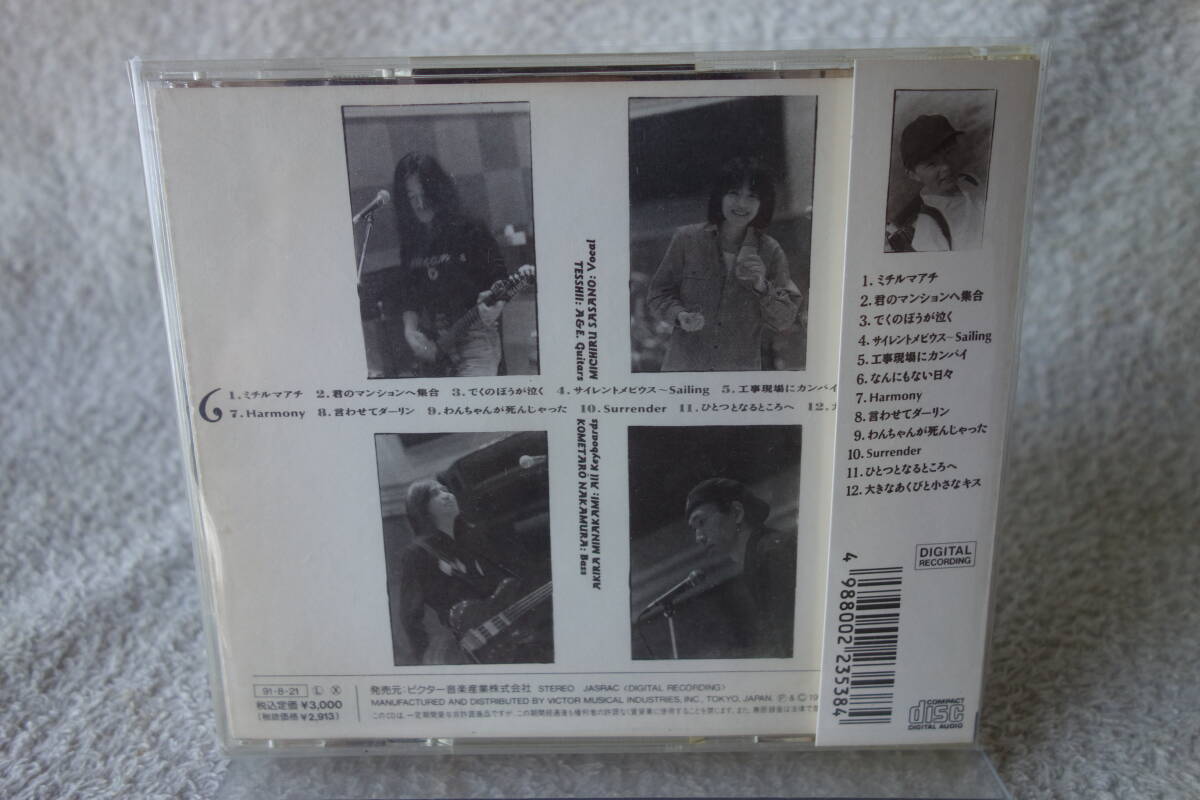 MICHIRU SASANO: Vocal
TESSHII: A&E. Guitars
1.ミチルマアチ 2.君のマンションへ集合 3.でくのぼうが泣く 4.サイレントメビウス〜Sailing 5.工事現場にカンパイ
7.Harmony 8.言わせてダーリン 9.わんちゃんが死んじゃった 10.Surrender 11.ひとつとなるところへ 12.
AKIRA MINAKAMI: All Keyboards
KOMETARO NAKAMURA: Bass
91・8・21 Ⓛ Ⓧ
税込定価 ¥3,000
(税抜価格 ¥2,913)
発売元・ビクター音楽産業株式会社 STEREO JASRAC 〈DIGITAL RECORDING〉
MANUFACTURED AND DISTRIBUTED BY VICTOR MUSICAL INDUSTRIES, INC., TOKYO, JAPAN. Ⓟ & © 19
1.ミチルマアチ
2.君のマンションへ集合
3.でくのぼうが泣く
4.サイレントメビウス〜Sailing
5.工事現場にカンパイ
6.なんにもない日々
7.Harmony
8.言わせてダーリン
9.わんちゃんが死んじゃった
10.Surrender
11.ひとつとなるところへ
12.大きなあくびと小さなキス
DIGITAL
RECORDING
4 988002 235384
COMPACT
disc
DIGITAL AUDIO